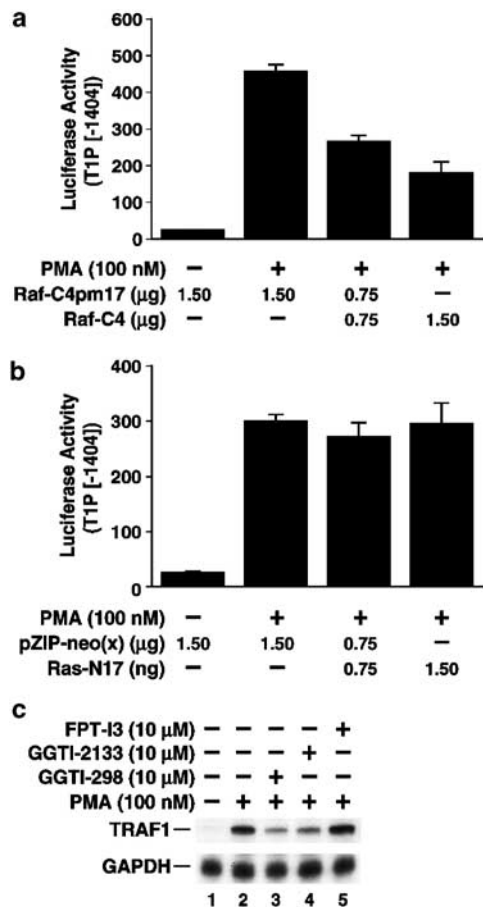 a
600
500
400
300
200
100
0
Luciferase Activity
(T1P [-1404])
PMA (100 nM) − + + +
Raf-C4pm17 (µg) 1.50 1.50 0.75 −
Raf-C4 (µg) − − 0.75 1.50
b
400
300
200
100
0
Luciferase Activity
(T1P [-1404])
PMA (100 nM) − + + +
pZIP-neo(x) (µg) 1.50 1.50 0.75 −
Ras-N17 (ng) − − 0.75 1.50
c
FPT-I3 (10 µM) − − − − +
GGTI-2133 (10 µM) − − − + −
GGTI-298 (10 µM) − − + − −
PMA (100 nM) − + + + +
TRAF1−
GAPDH−
1 2 3 4 5